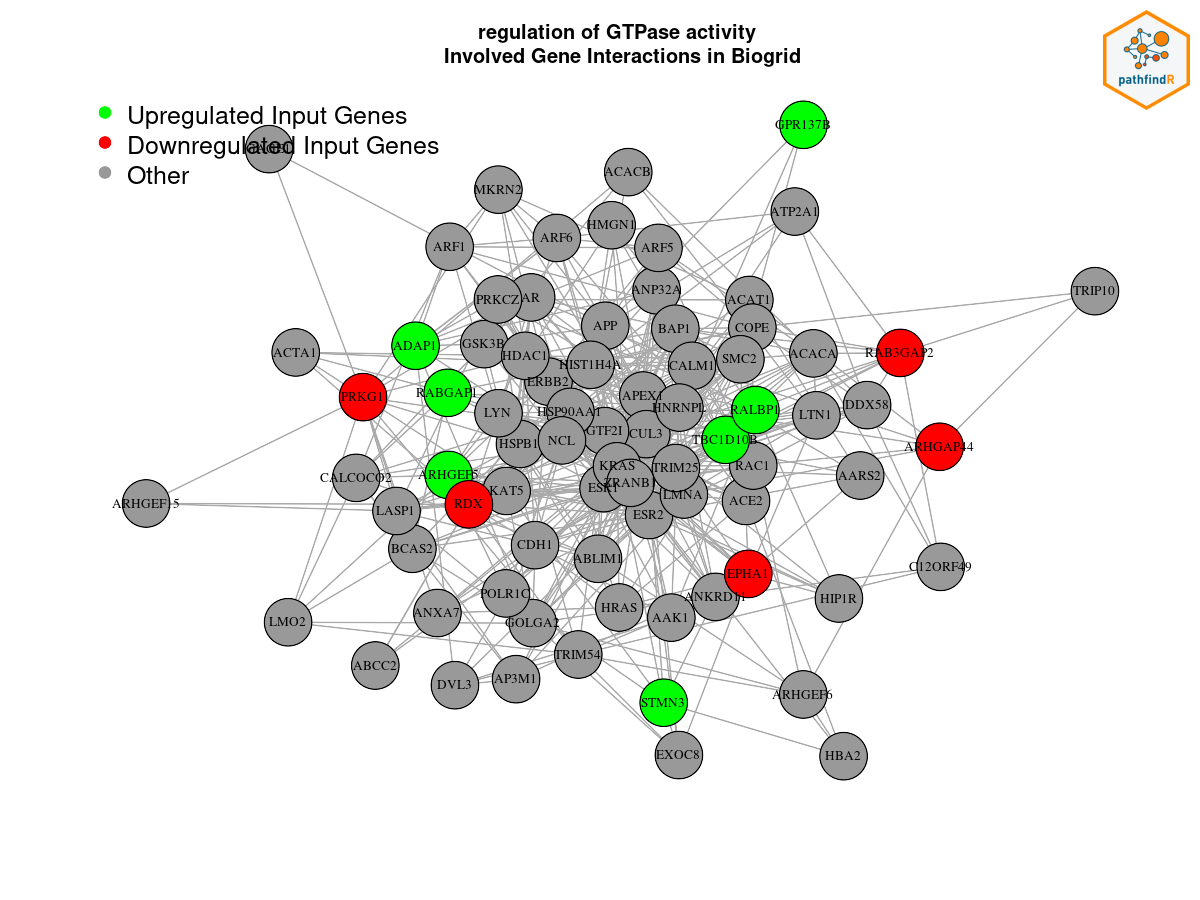 regulation of GTPase activity
Involved Gene Interactions in Biogrid
pathfindR
Upregulated Input Genes
Downregulated Input Genes
Other
GPR137B
ACACB
MKRN2
ATP2A1
HMGN1
ARF6
ARF1
ARF5
TRIP10
ANP32A
PRKCZ
AR
ACAT1
APP
BAP1
COPE
ADAP1
GSK3B
ACTA1
HDAC1
HIST1H4A
CALM1
SMC2
ACACA
RAB3GAP2
ERBB2
PRKG1
RABGAP1
APEX1
HNRNPL
RALBP1
DDX58
LYN
HSP90AA1
LTN1
GTF2I
CUL3
TBC1D10B
HSPB1
NCL
ARHGAP44
KRAS
TRIM25
RAC1
CALCOCO2
ARHGEF5
AARS2
ZRANB1
KAT5
ESR1
LMNA
ARHGEF15
RDX
ACE2
LASP1
ESR2
BCAS2
CDH1
ABLIM1
EPHA1
C12ORF49
POLR1C
ANKRD11
HIP1R
HRAS
ANXA7
AAK1
LMO2
GOLGA2
TRIM54
ABCC2
AP3M1
DVL3
ARHGEF6
STMN3
EXOC8
HBA2